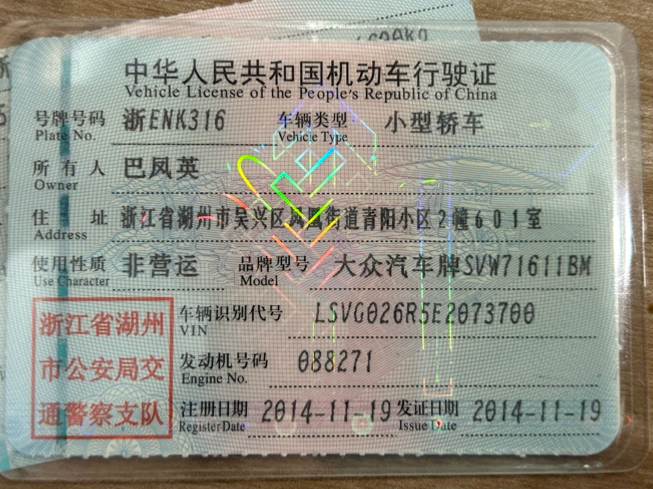 中华人民共和国机动车行驶证
Vehicle License of the People's Republic of China
号牌号码 浙ENK316 车辆类型 小型轿车
Plate No. Vehicle Type
所有人 巴凤英
Owner
住址 浙江省湖州市吴兴区凤凰街道青阳小区2幢601室
Address
使用性质 非营运 品牌型号 大众汽车牌SVW71611BM
Use Character Model
浙江省湖州 车辆识别代号 LSVG026R5E2073700
VIN
市公安局交 发动机号码 088271
Engine No.
通警察支队 注册日期 2014-11-19 发证日期 2014-11-19
Register Date Issue Date